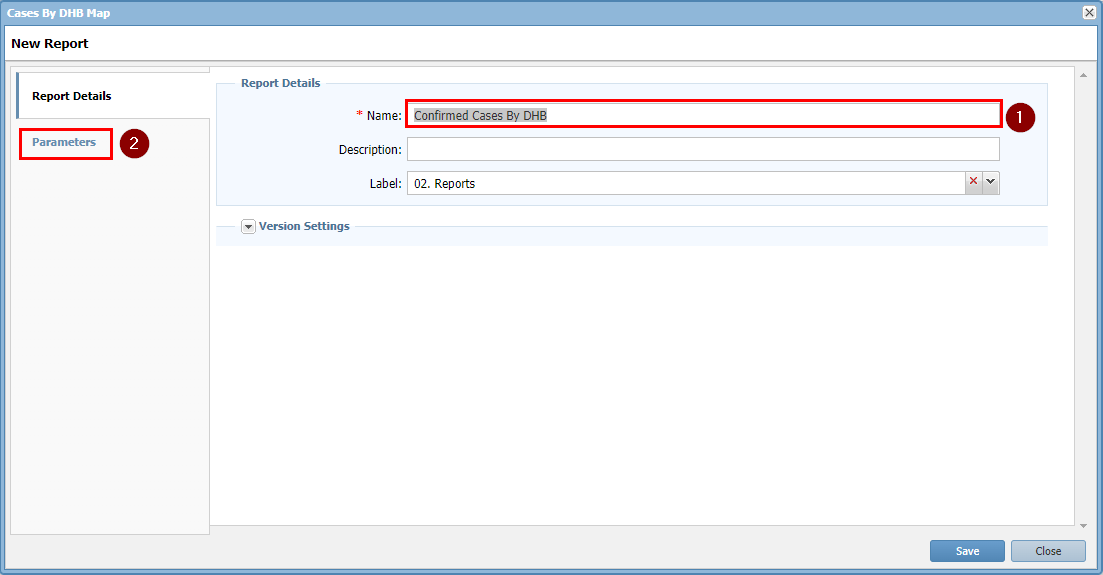 Cases By DHB Map
New Report
Report Details
Parameters
2
Report Details
* Name: Confirmed Cases By DHB
1
Description:
Label: 02. Reports
Version Settings
Save
Close